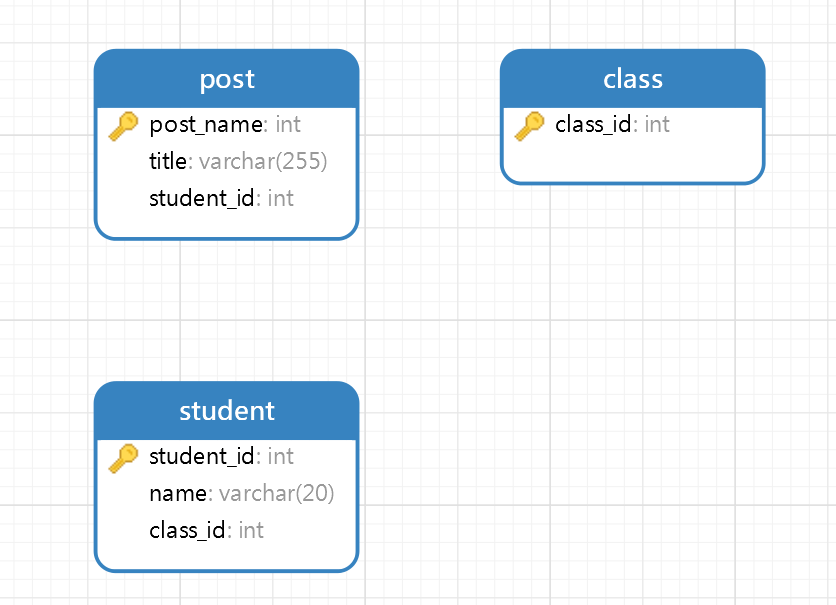 post
post_name: int
title: varchar(255)
student_id: int
class
class_id: int
student
student_id: int
name: varchar(20)
class_id: int